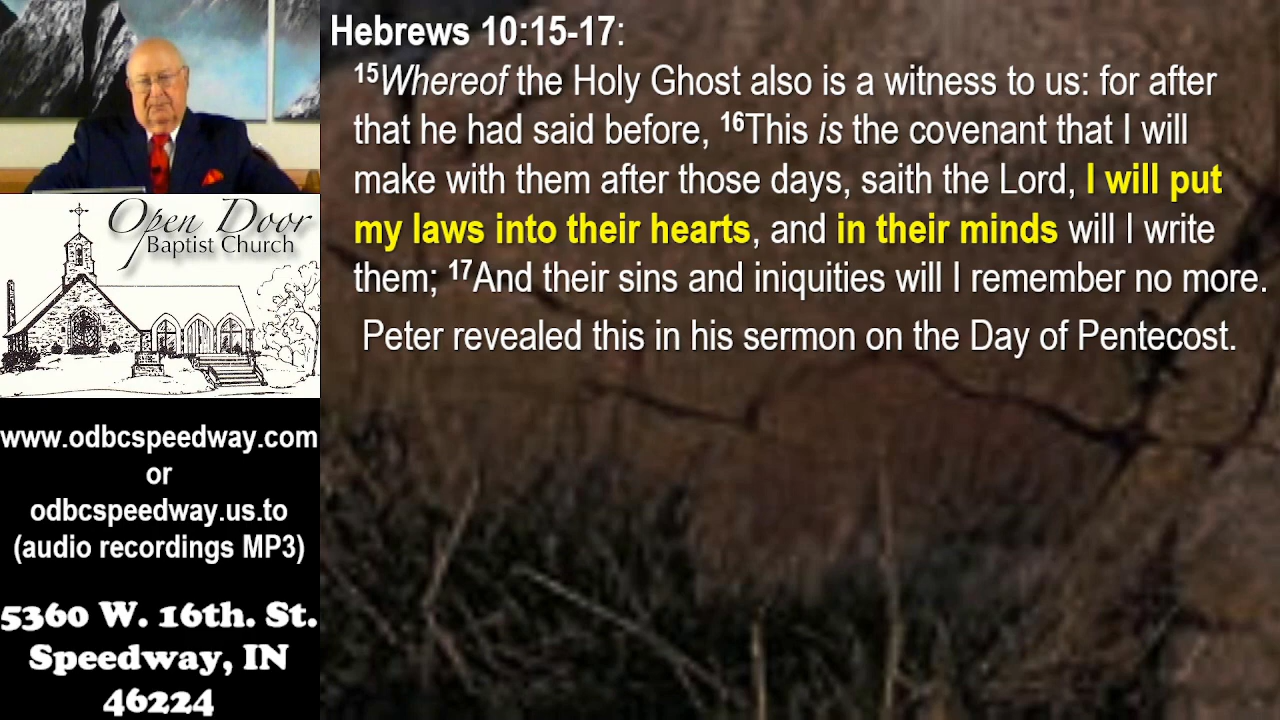 Hebrews 10:15-17:
15Whereof the Holy Ghost also is a witness to us: for after
that he had said before, 16This is the covenant that I will
make with them after those days, saith the Lord, I will put
my laws into their hearts, and in their minds will I write
them; 17And their sins and iniquities will I remember no more.
Peter revealed this in his sermon on the Day of Pentecost.
Open Door
Baptist Church
www.odbcspeedway.com
or
odbcspeedway.us.to
(audio recordings MP3)
5360 W. 16th. St.
Speedway, IN
46224